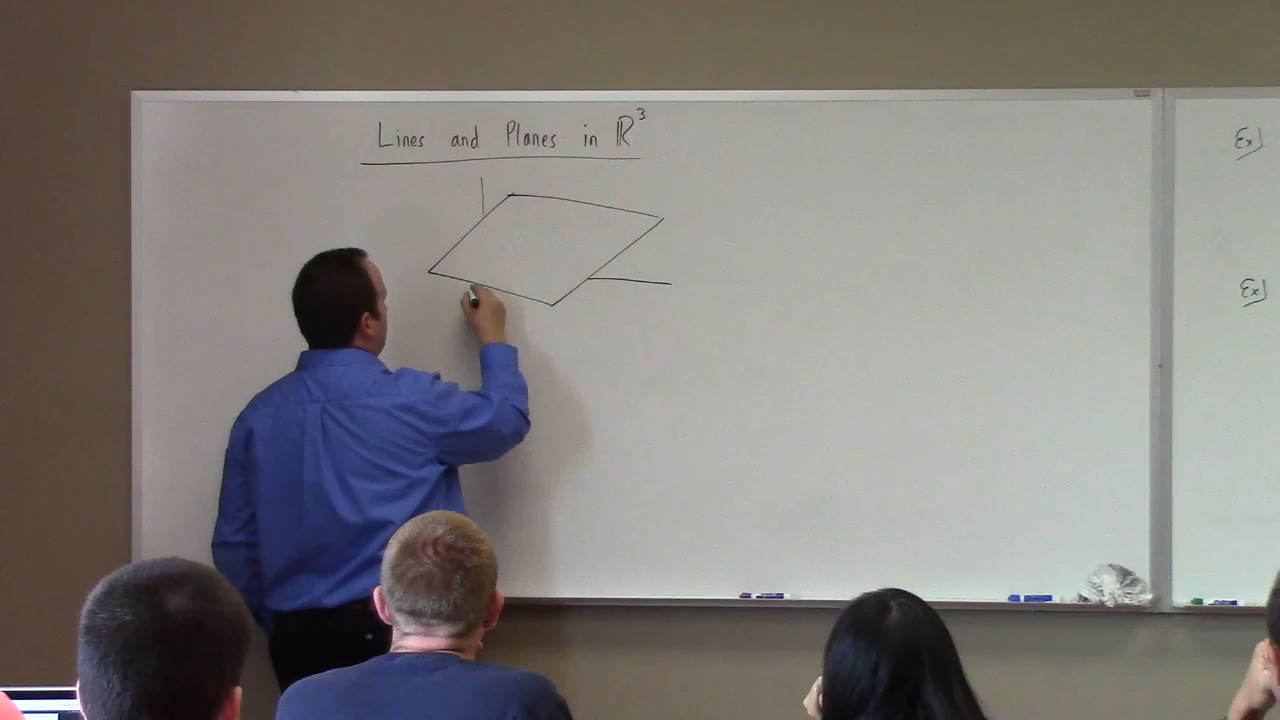 Lines and Planes in ℝ³
Ex)
Ex)